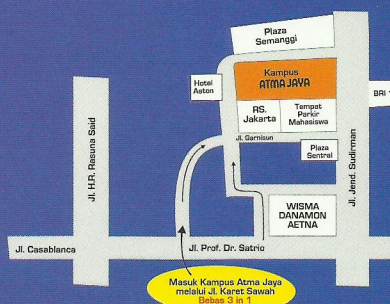 Plaza
Semanggi
Kampus
ATMA JAYA
Hotel
Aston
RS.
Jakarta
Tempat
Parkir
Mahasiswa
BRI 1
Jl. Garnisun
Plaza
Sentral
Jl. H.R. Rasuna Said
Jl. Jend. Sudirman
WISMA
DANAMON
AETNA
Jl. Casablanca
Jl. Prof. Dr. Satrio
Masuk Kampus Atma Jaya
melalui Jl. Karet Sawah
Bebas 3 in 1